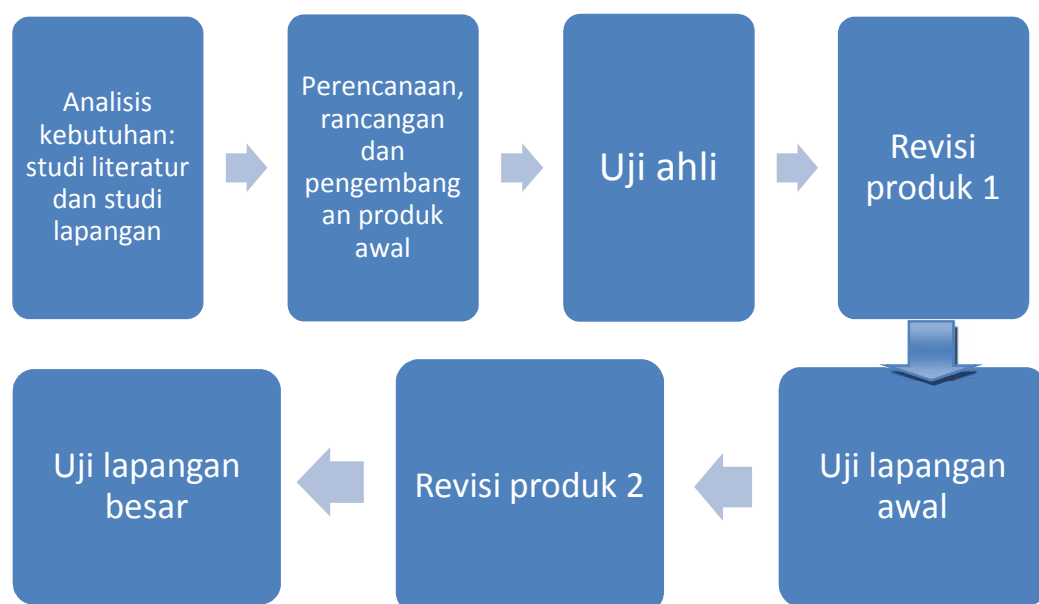 Analisis
kebutuhan:
studi literatur
dan studi
lapangan
Perencanaan,
rancangan
dan
pengembang
an produk
awal
Uji ahli
Revisi
produk 1
Uji lapangan
awal
Revisi produk 2
Uji lapangan
besar